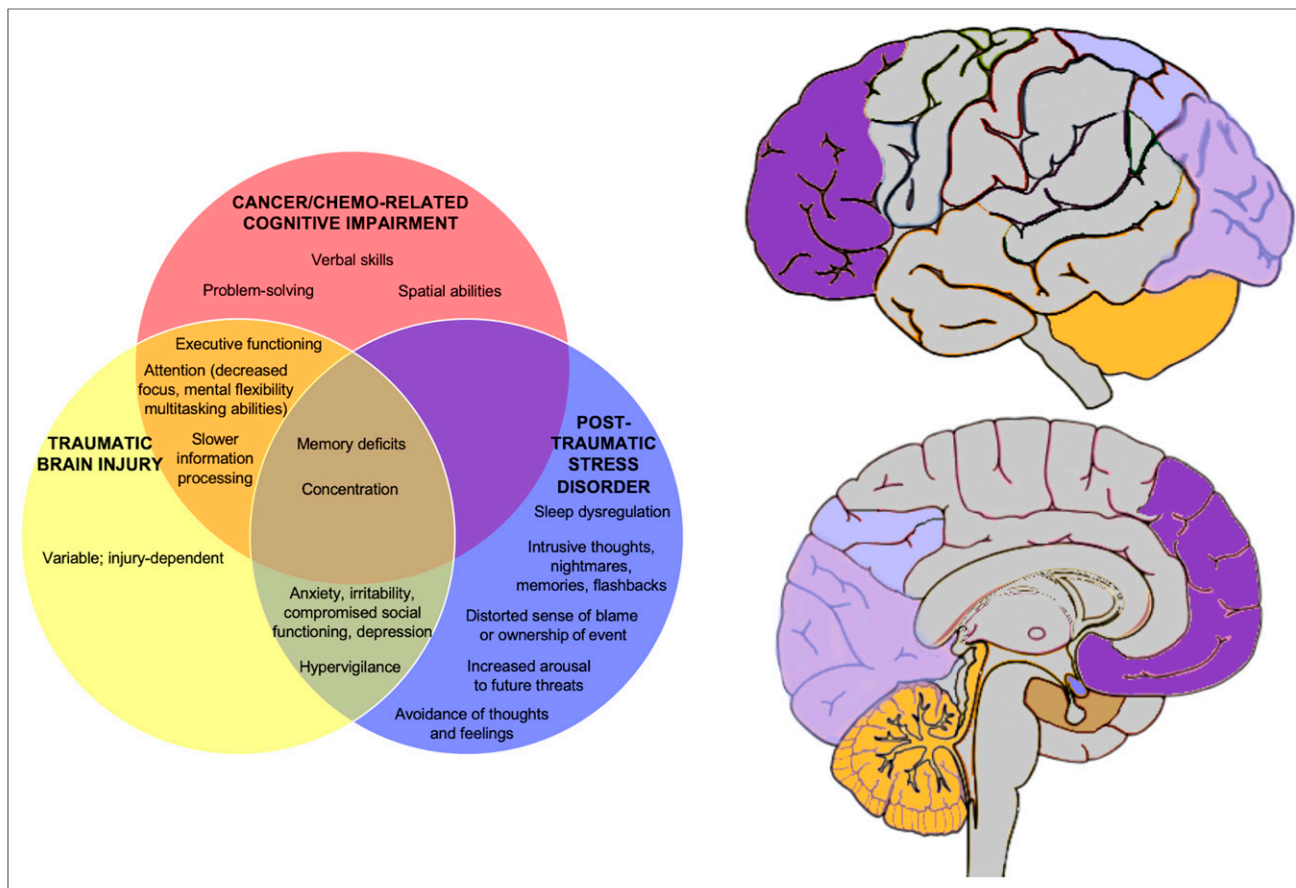 CANCER/CHEMO-RELATED
COGNITIVE IMPAIRMENT
Verbal skills
Problem-solving
Spatial abilities
Executive functioning
Attention (decreased
focus, mental flexibility
multitasking abilities)
Slower
information
processing
TRAUMATIC
BRAIN INJURY
Variable; injury-dependent
Memory deficits
Concentration
POST-
TRAUMATIC
STRESS
DISORDER
Sleep dysregulation
Intrusive thoughts,
nightmares,
memories, flashbacks
Distorted sense of blame
or ownership of event
Increased arousal
to future threats
Avoidance of thoughts
and feelings
Anxiety, irritability,
compromised social
functioning, depression
Hypervigilance